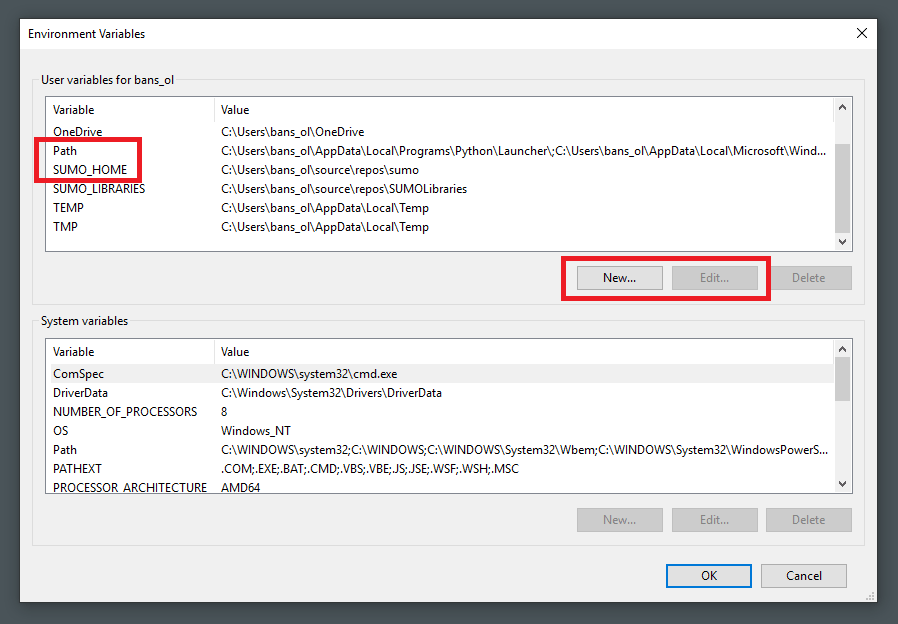 Environment Variables
User variables for bans_ol
Variable Value
OneDrive C:\Users\bans_ol\OneDrive
Path C:\Users\bans_ol\AppData\Local\Programs\Python\Launcher\;C:\Users\bans_ol\AppData\Local\Microsoft\Wind...
SUMO_HOME C:\Users\bans_ol\source\repos\sumo
SUMO_LIBRARIES C:\Users\bans_ol\source\repos\SUMOLibraries
TEMP C:\Users\bans_ol\AppData\Local\Temp
TMP C:\Users\bans_ol\AppData\Local\Temp
New... Edit... Delete
System variables
Variable Value
ComSpec C:\WINDOWS\system32\cmd.exe
DriverData C:\Windows\System32\Drivers\DriverData
NUMBER_OF_PROCESSORS 8
OS Windows_NT
Path C:\WINDOWS\system32;C:\WINDOWS;C:\WINDOWS\System32\Wbem;C:\WINDOWS\System32\WindowsPowerS...
PATHEXT .COM;.EXE;.BAT;.CMD;.VBS;.VBE;.JS;.JSE;.WSF;.WSH;.MSC
PROCESSOR_ARCHITECTURE AMD64
New... Edit... Delete
OK Cancel